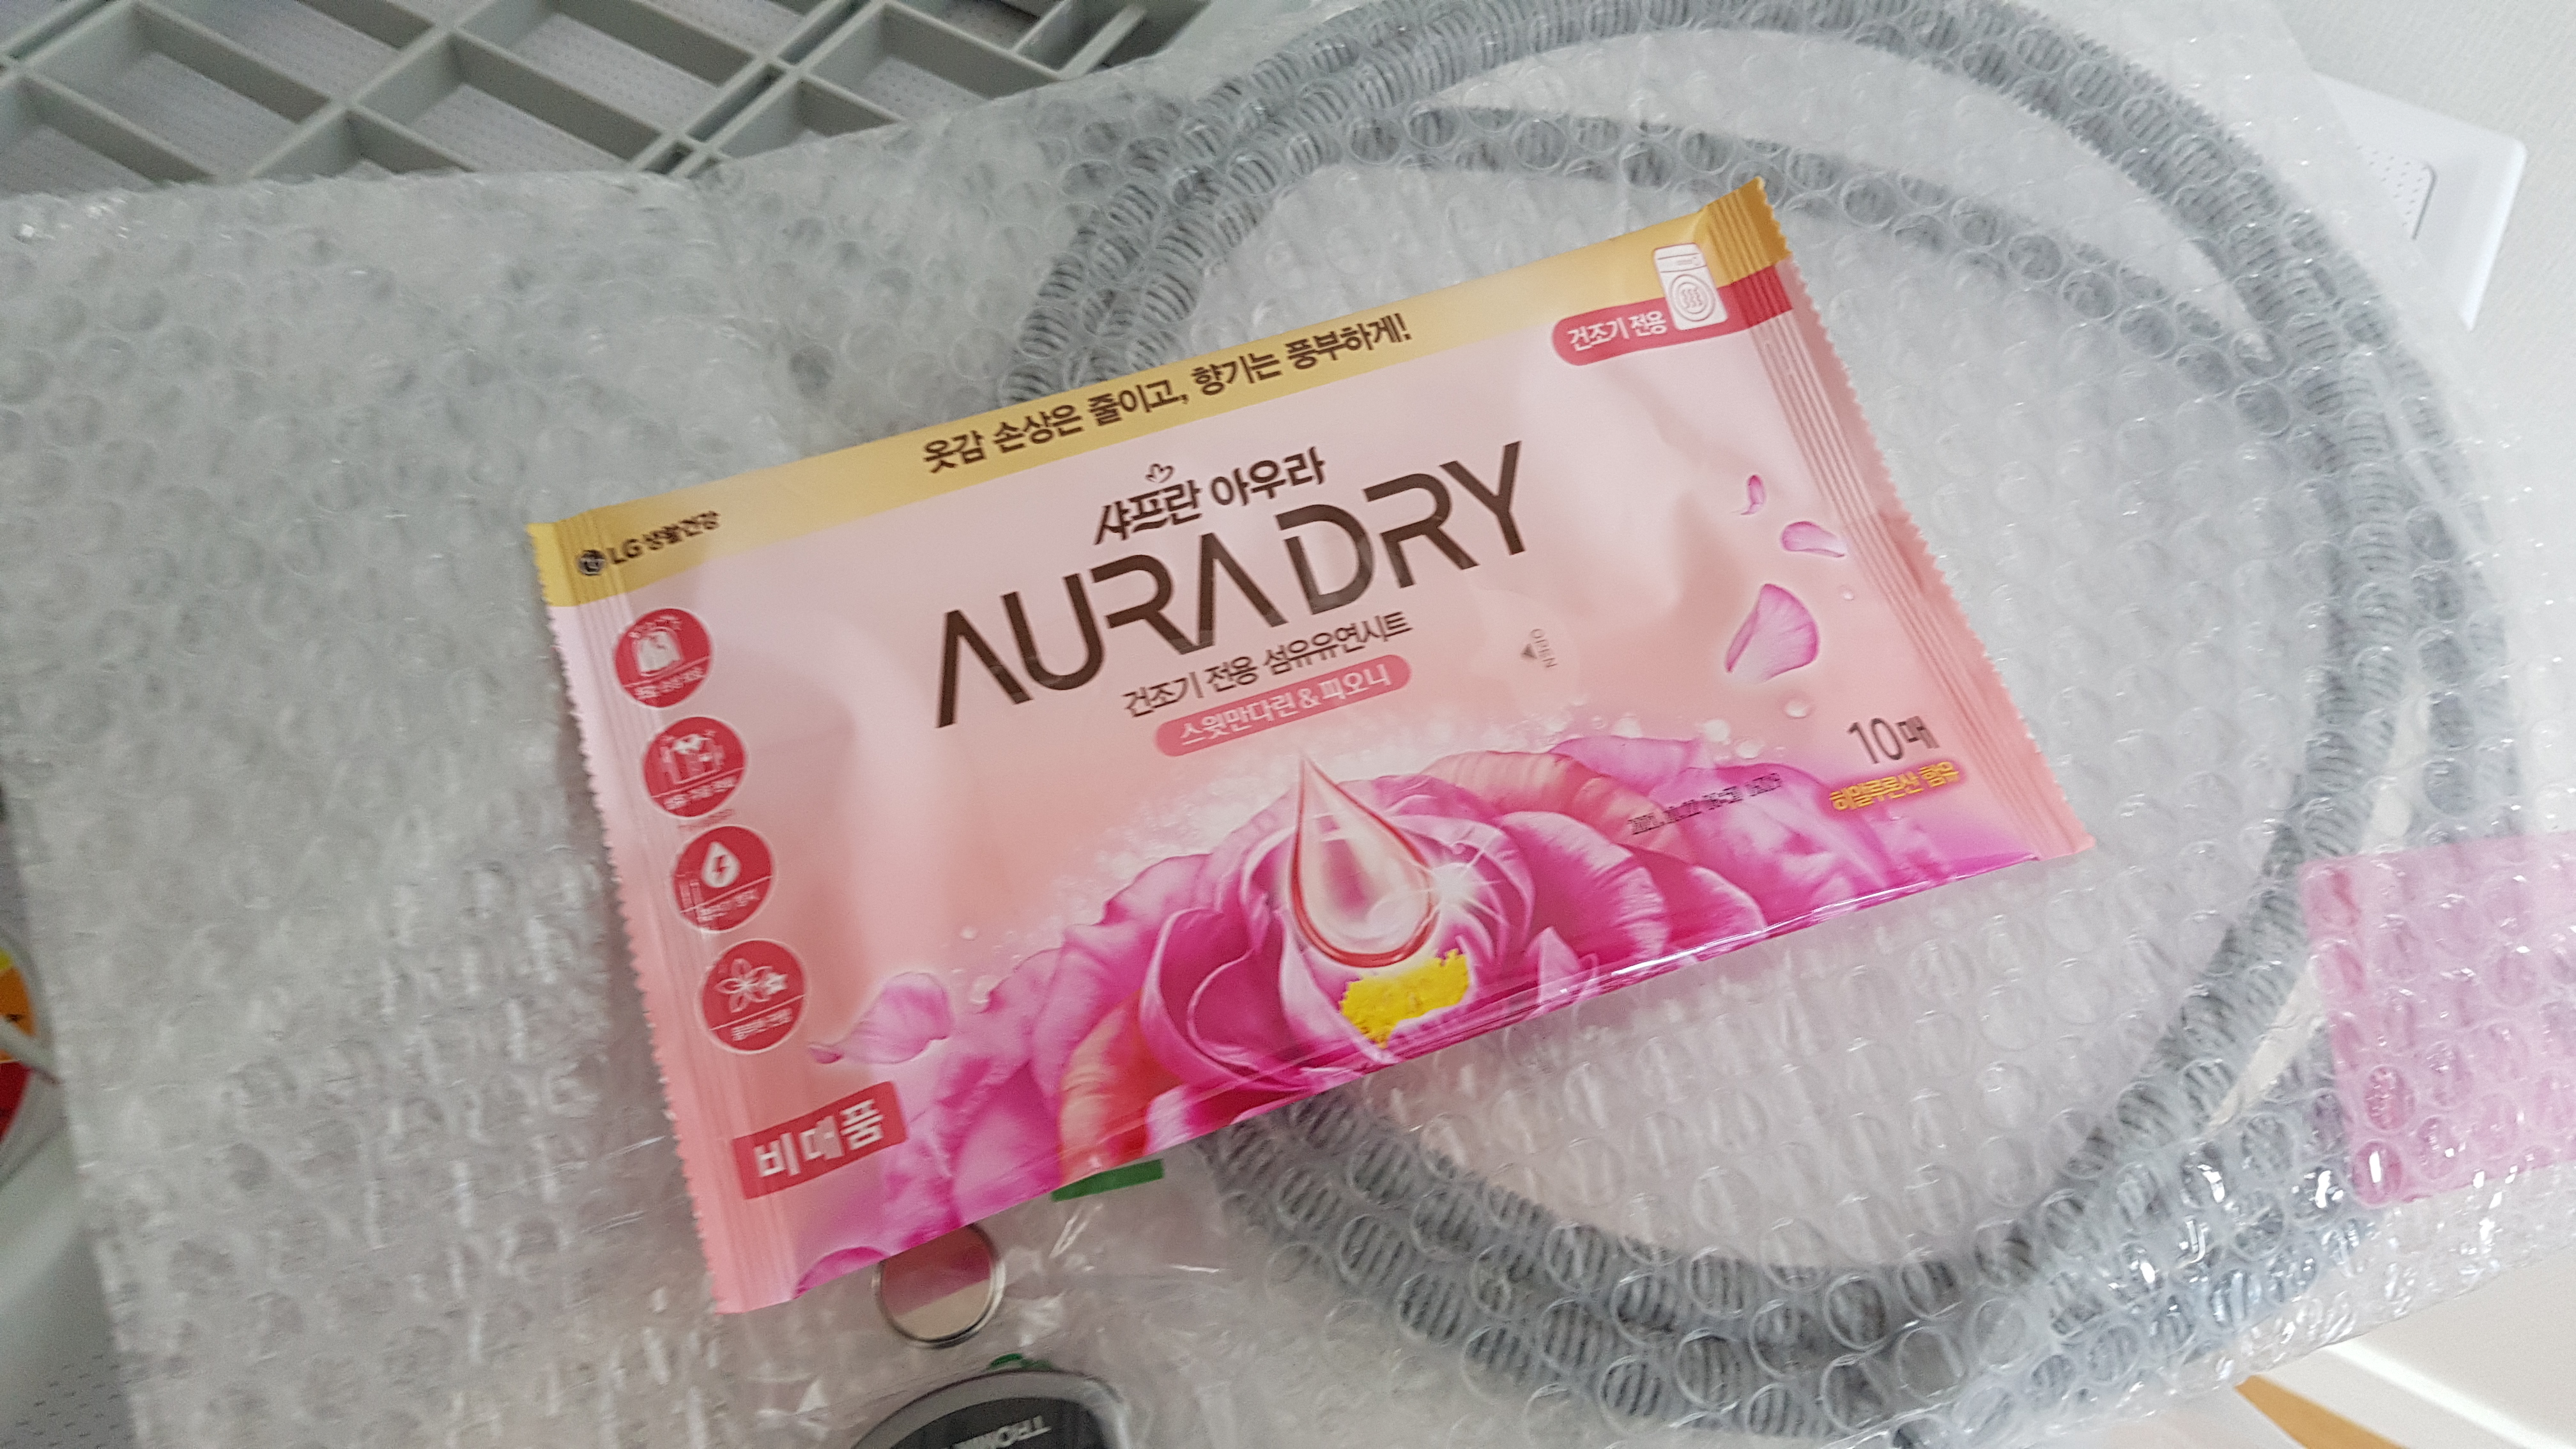 옷감 손상은 줄이고, 향기는 풍부하게!
건조기 전용
LG 생활건강
샤프란 아우라
AURA DRY
건조기 전용 섬유유연시트
스윗만다린&피오니
OPEN
10매
히알루론산 함유
비매품